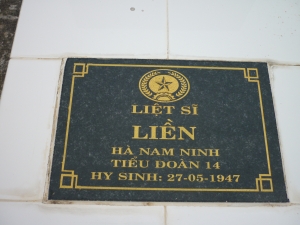 LIỆT SĨ
LIỀN
HÀ NAM NINH
TIỂU ĐOÀN 14
HY SINH: 27-05-1947